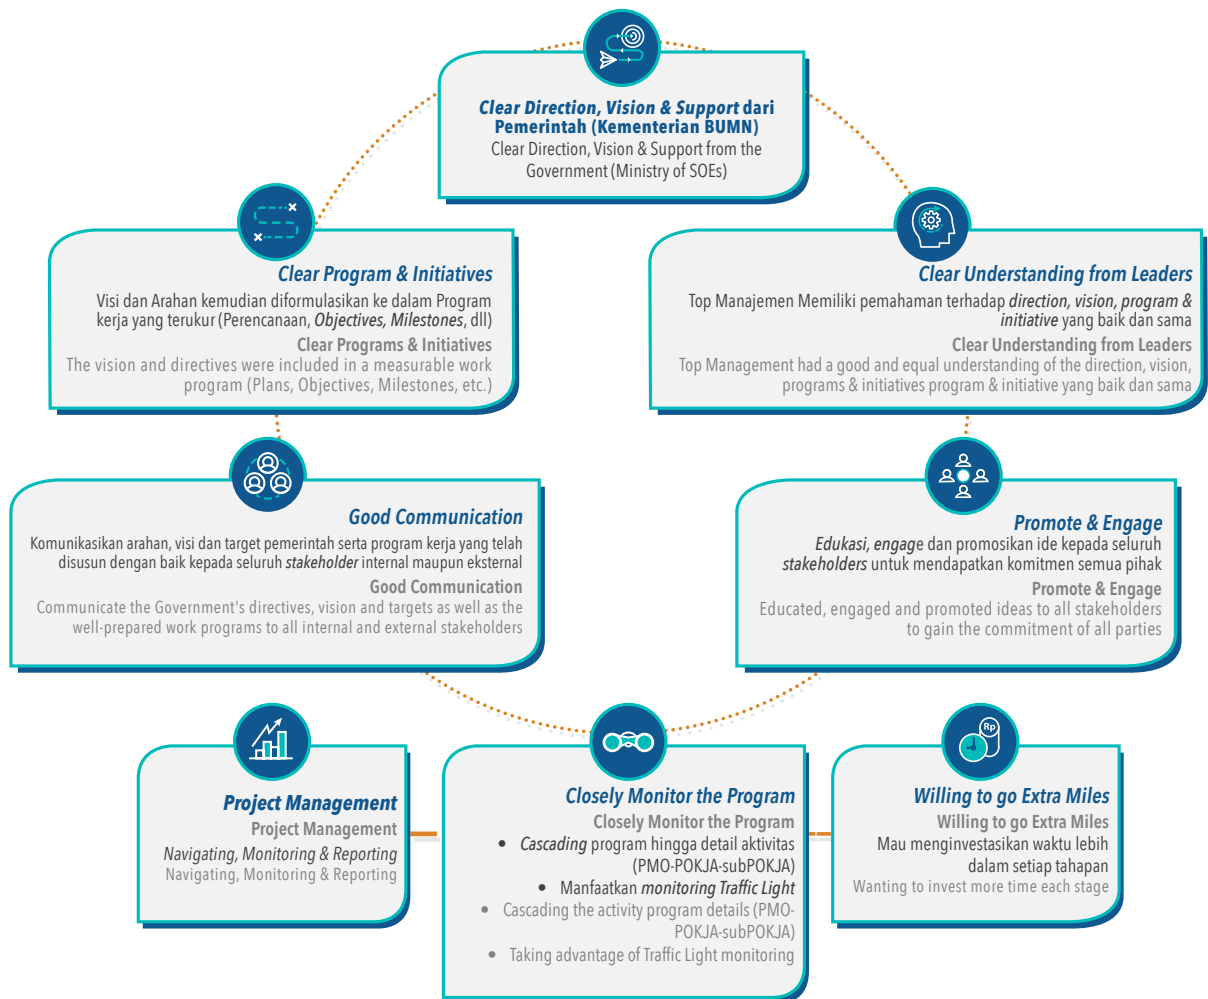 Clear Direction, Vision & Support dari
Pemerintah (Kementerian BUMN)
Clear Direction, Vision & Support from the
Government (Ministry of SOEs)
Clear Program & Initiatives
Visi dan Arahan kemudian diformulasikan ke dalam Program
kerja yang terukur (Perencanaan, Objectives, Milestones, dll)
Clear Programs & Initiatives
The vision and directives were included in a measurable work
program (Plans, Objectives, Milestones, etc.)
Clear Understanding from Leaders
Top Manajemen Memiliki pemahaman terhadap direction, vision, program &
initiative yang baik dan sama
Clear Understanding from Leaders
Top Management had a good and equal understanding of the direction, vision,
programs & initiatives program & initiative yang baik dan sama
Good Communication
Komunikasikan arahan, visi dan target pemerintah serta program kerja yang telah
disusun dengan baik kepada seluruh stakeholder internal maupun eksternal
Good Communication
Communicate the Government's directives, vision and targets as well as the
well-prepared work programs to all internal and external stakeholders
Promote & Engage
Edukasi, engage dan promosikan ide kepada seluruh
stakeholders untuk mendapatkan komitmen semua pihak
Promote & Engage
Educated, engaged and promoted ideas to all stakeholders
to gain the commitment of all parties
Project Management
Project Management
Navigating, Monitoring & Reporting
Navigating, Monitoring & Reporting
Closely Monitor the Program
Closely Monitor the Program
• Cascading program hingga detail aktivitas
(PMO-POKJA-subPOKJA)
• Manfaatkan monitoring Traffic Light
• Cascading the activity program details (PMO-
POKJA-subPOKJA)
• Taking advantage of Traffic Light monitoring
Rp
Willing to go Extra Miles
Willing to go Extra Miles
Mau menginvestasikan waktu lebih
dalam setiap tahapan
Wanting to invest more time each stage